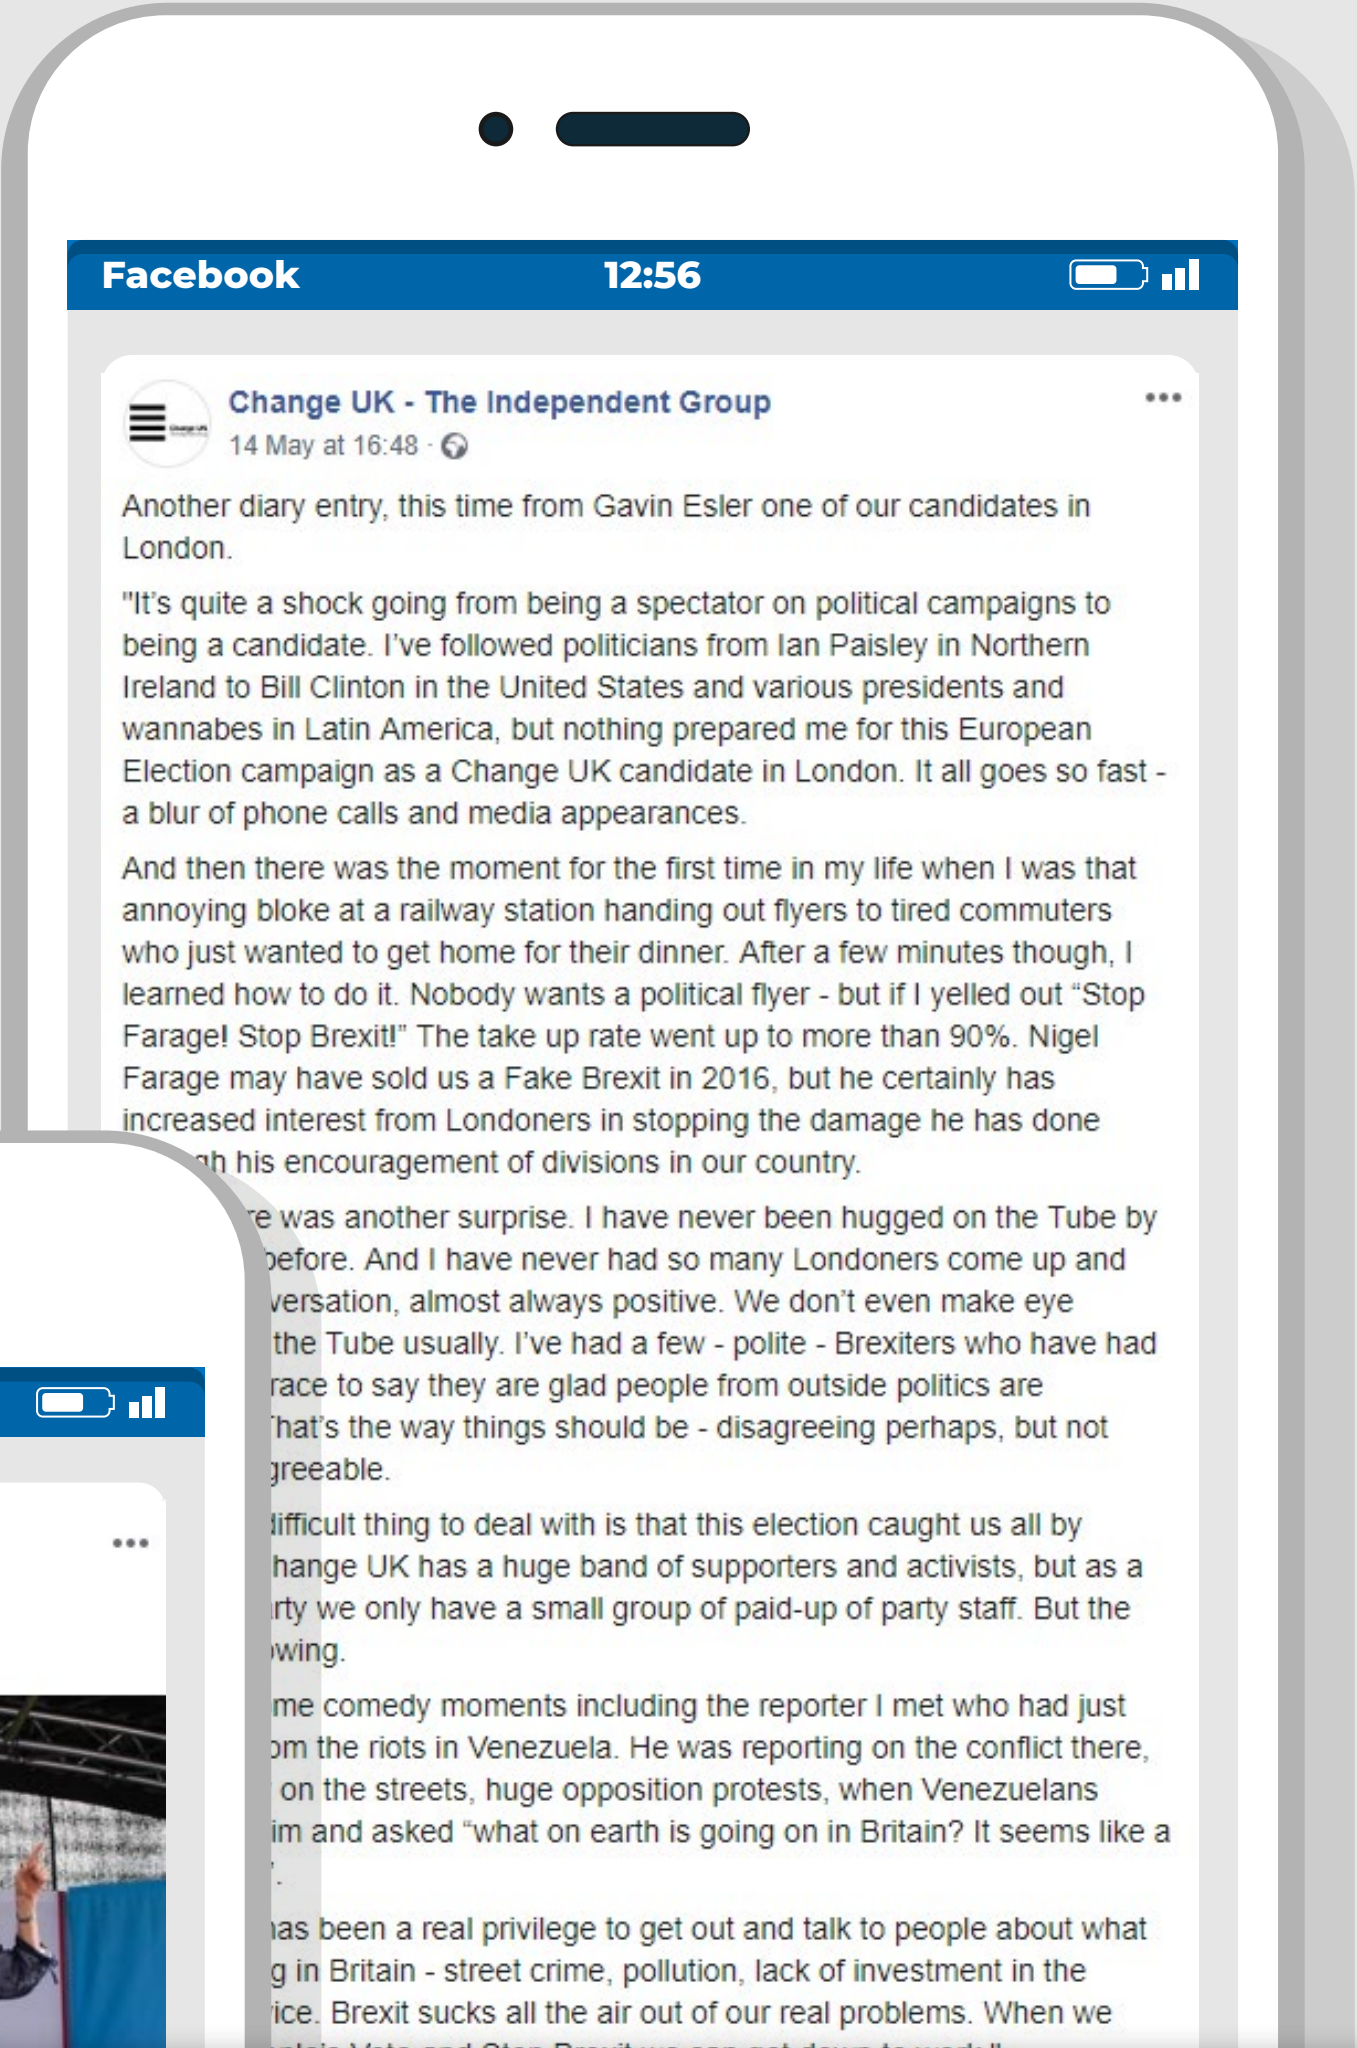 Facebook 12:56
Change UK - The Independent Group
14 May at 16:48 ·
Another diary entry, this time from Gavin Esler one of our candidates in
London.
"It's quite a shock going from being a spectator on political campaigns to
being a candidate. I've followed politicians from Ian Paisley in Northern
Ireland to Bill Clinton in the United States and various presidents and
wannabes in Latin America, but nothing prepared me for this European
Election campaign as a Change UK candidate in London. It all goes so fast -
a blur of phone calls and media appearances.
And then there was the moment for the first time in my life when I was that
annoying bloke at a railway station handing out flyers to tired commuters
who just wanted to get home for their dinner. After a few minutes though, I
learned how to do it. Nobody wants a political flyer - but if I yelled out “Stop
Farage! Stop Brexit!” The take up rate went up to more than 90%. Nigel
Farage may have sold us a Fake Brexit in 2016, but he certainly has
increased interest from Londoners in stopping the damage he has done
his encouragement of divisions in our country.
was another surprise. I have never been hugged on the Tube by
before. And I have never had so many Londoners come up and
almost always positive. We don't even make eye
the Tube usually. I've had a few - polite - Brexiters who have had
to say they are glad people from outside politics are
That's the way things should be - disagreeing perhaps, but not
difficult thing to deal with is that this election caught us all by
Change UK has a huge band of supporters and activists, but as a
we only have a small group of paid-up of party staff. But the
comedy moments including the reporter I met who had just
the riots in Venezuela. He was reporting on the conflict there,
on the streets, huge opposition protests, when Venezuelans
and asked “what on earth is going on in Britain? It seems like a
has been a real privilege to get out and talk to people about what
in Britain - street crime, pollution, lack of investment in the
Brexit sucks all the air out of our real problems. When we